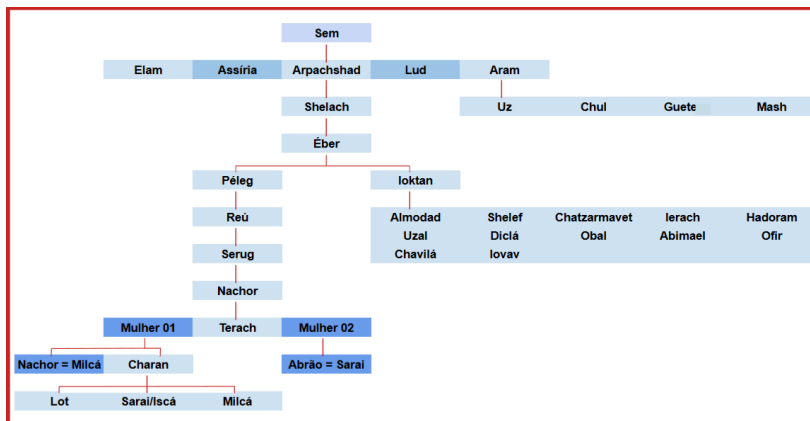 Sem
Elam Assíria Arpachshad Lud Aram
Shelach Uz Chul Guete Mash
Éber
Péleg Ioktan
Reú Almodad Shelef Chatzarmavet Ierach Hadoram
Uzal Diclá Obal Abimael Ofir
Serug Chavilá Iovav
Nachor
Mulher 01 Terach Mulher 02
Nachor = Milcá Charan Abrão = Sarai
Lot Sarai/Iscá Milcá